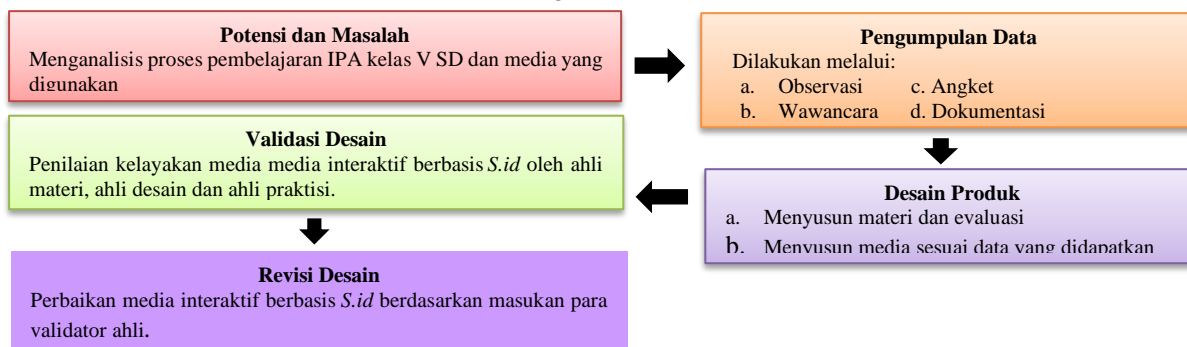 Potensi dan Masalah
Menganalisis proses pembelajaran IPA kelas V SD dan media yang
digunakan
Pengumpulan Data
Dilakukan melalui:
a. Observasi c. Angket
b. Wawancara d. Dokumentasi
Desain Produk
a. Menyusun materi dan evaluasi
b. Menyusun media sesuai data yang didapatkan
Validasi Desain
Penilaian kelayakan media media interaktif berbasis S.id oleh ahli
materi, ahli desain dan ahli praktisi.
Revisi Desain
Perbaikan media interaktif berbasis S.id berdasarkan masukan para
validator ahli.